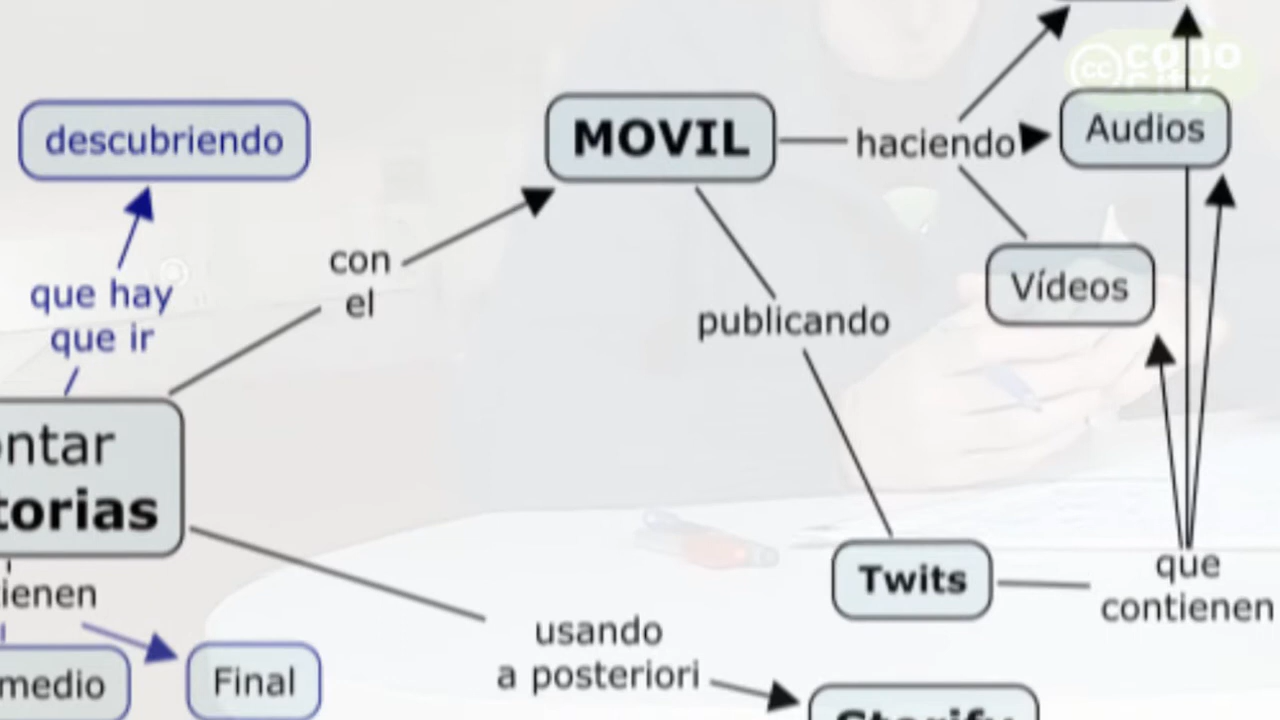 descubriendo
MOVIL
haciendo
Audios
con
el
que hay
que ir
Vídeos
publicando
ontar
torias
Twits
que
contienen
ienen
usando
a posteriori
medio
Final
cc